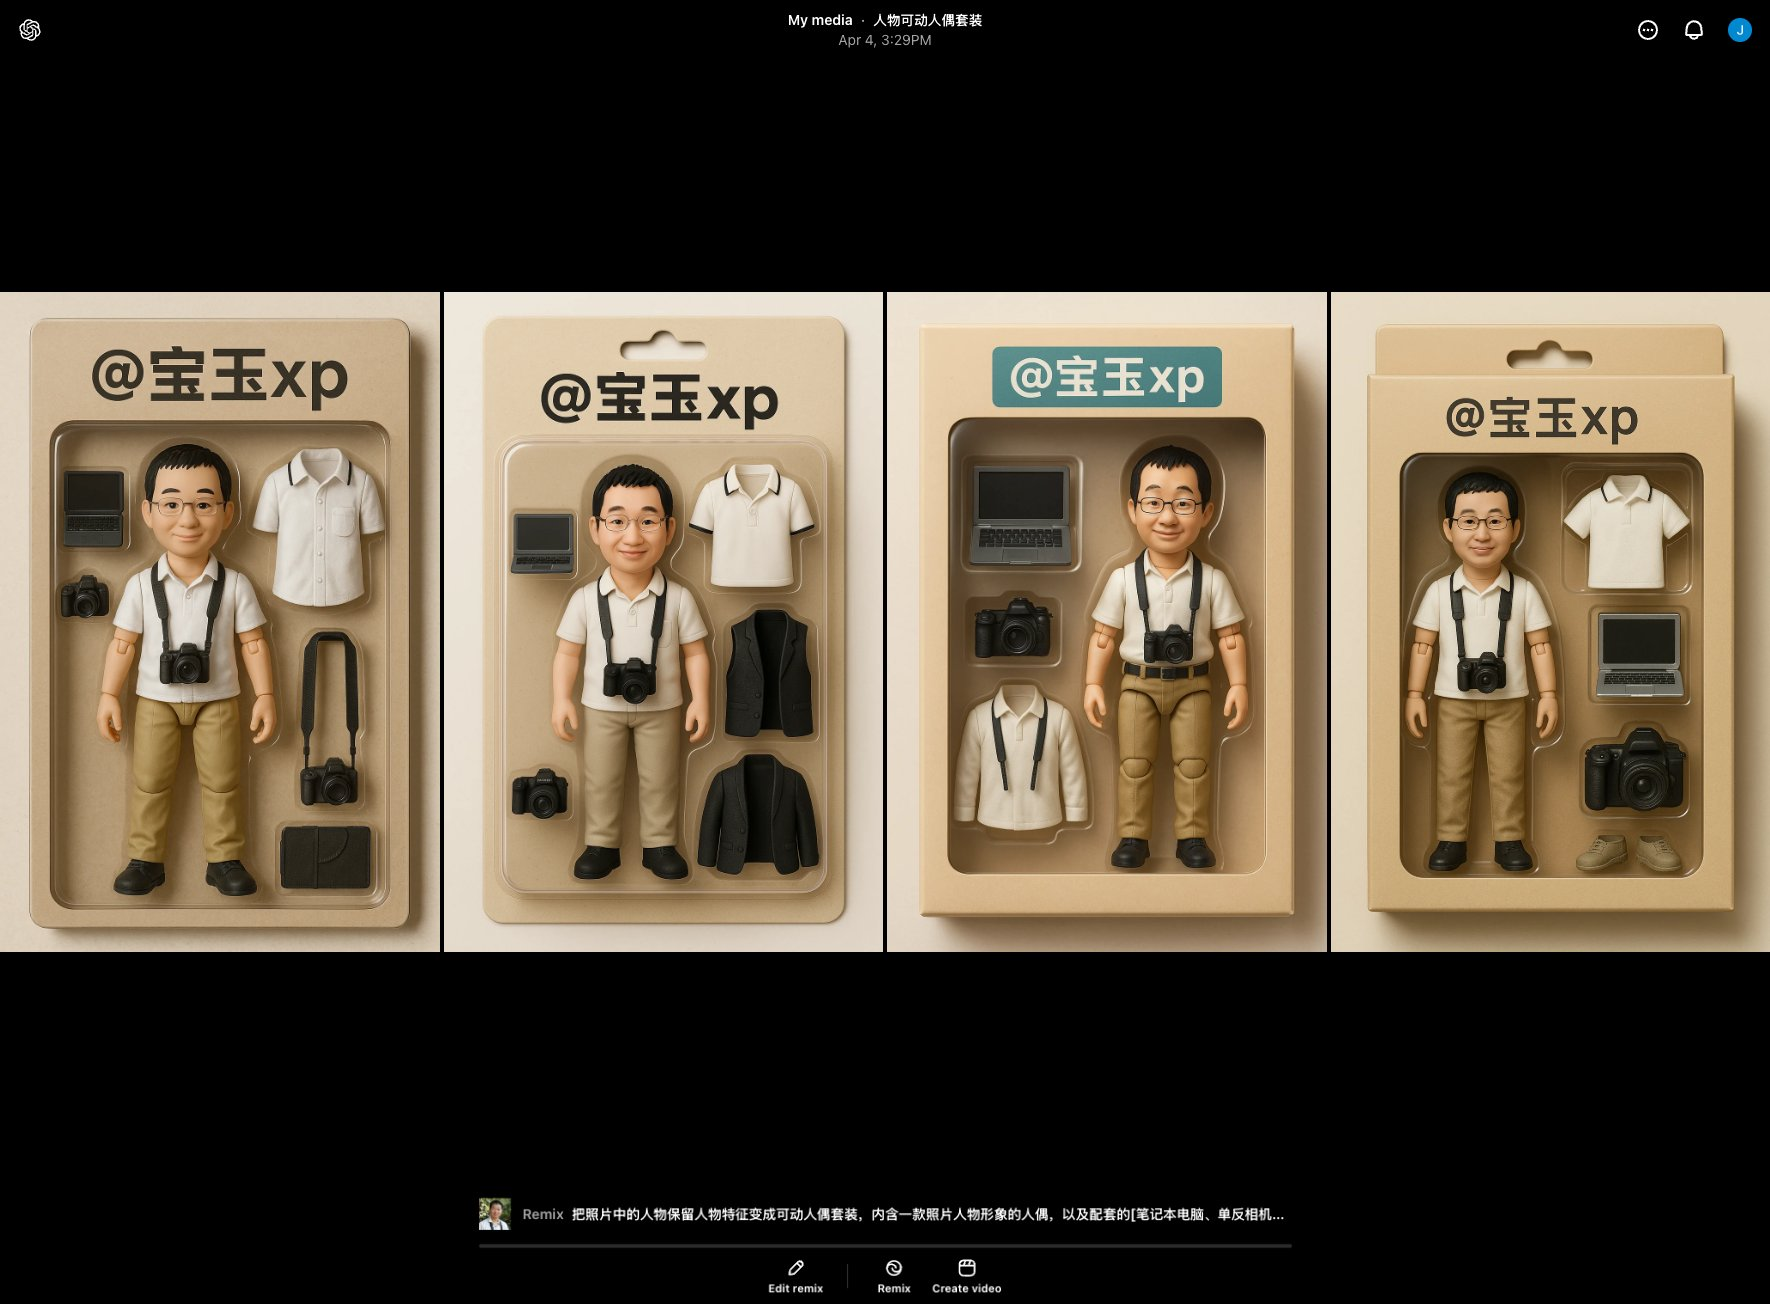 My media · 人物可动人偶套装
Apr 4, 3:29PM
J
@宝玉xp
@宝玉xp
@宝玉xp
@宝玉xp
Remix 把照片中的人物保留人物特征变成可动人偶套装，内含一款照片人物形象的人偶，以及配套的[笔记本电脑、单反相机...
Edit remix
Remix
Create video